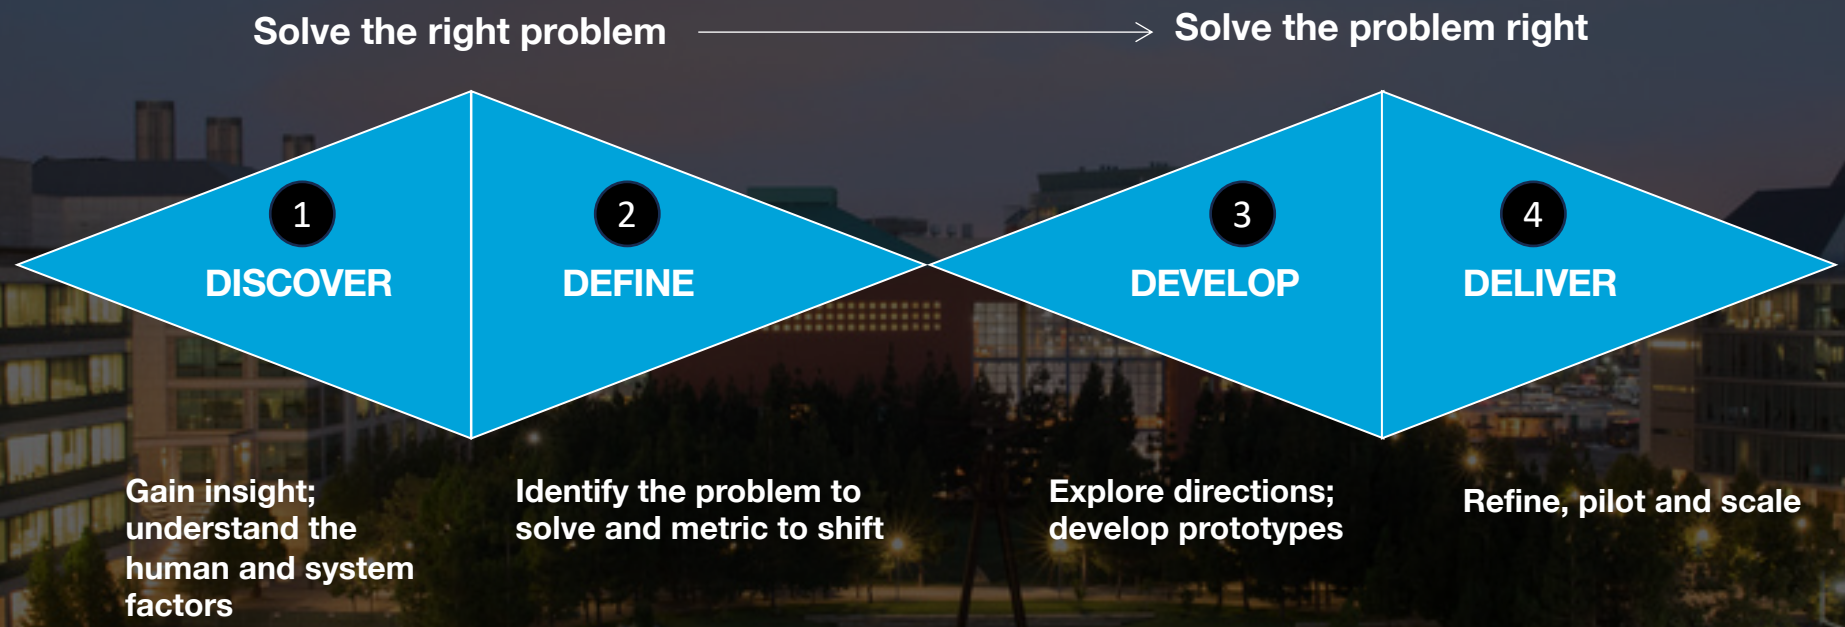 Solve the right problem
Solve the problem right
1
DISCOVER
2
DEFINE
3
DEVELOP
4
DELIVER
Gain insight;
understand the
human and system
factors
Identify the problem to
solve and metric to shift
Explore directions;
develop prototypes
Refine, pilot and scale